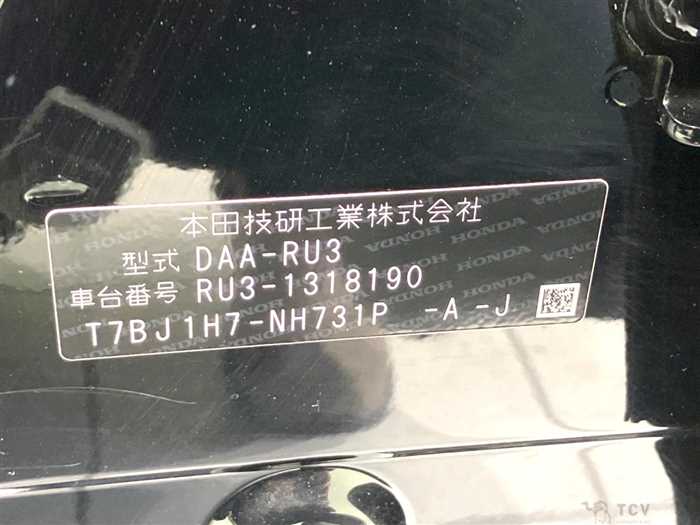 本田技研工業株式会社
型式 DAA-RU3
車台番号 RU3-1318190
T7BJ1H7-NH731P -A -J
TCV